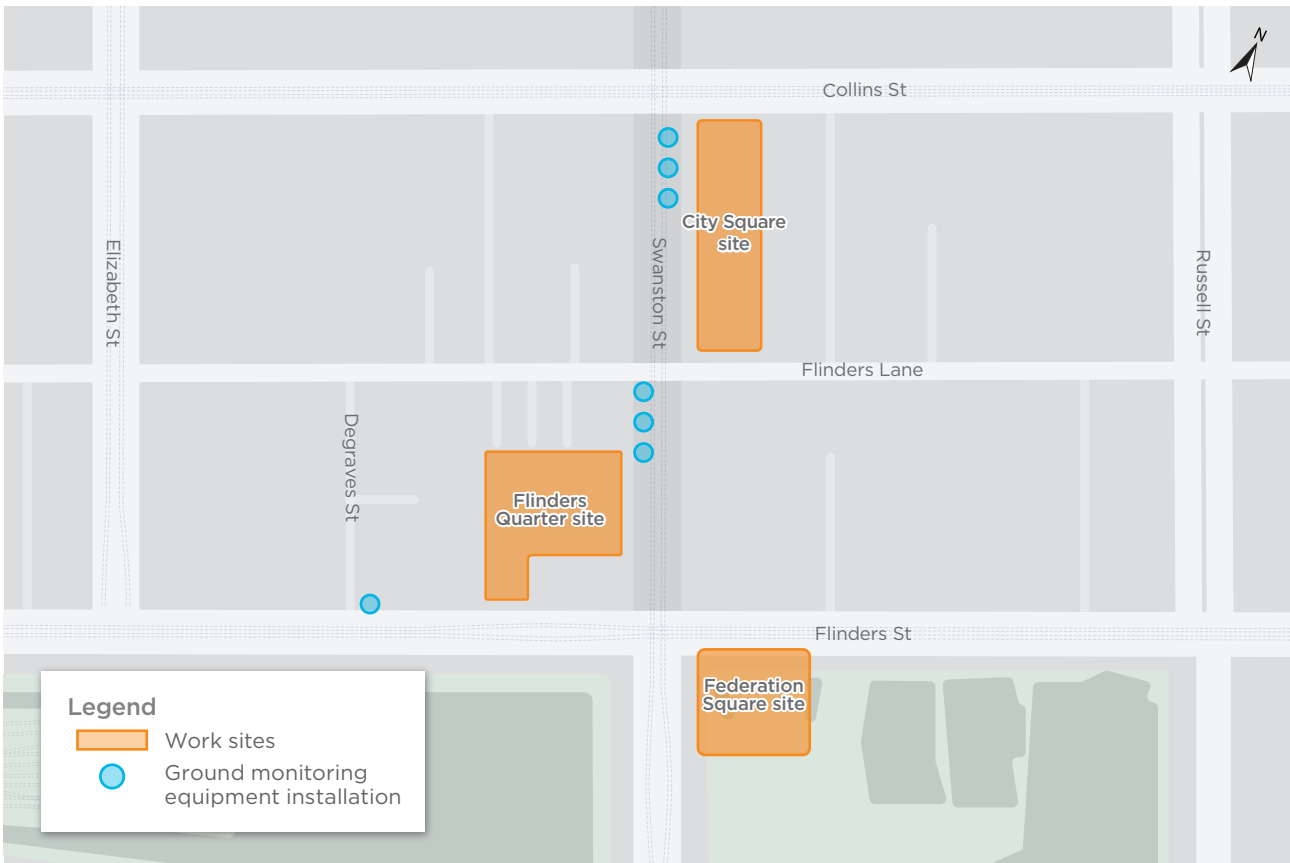 N
Collins St
City Square
site
Elizabeth St
Swanston St
Russell St
Flinders Lane
Degraves St
Flinders
Quarter site
Flinders St
Federation
Square site
Legend
Work sites
Ground monitoring
equipment installation